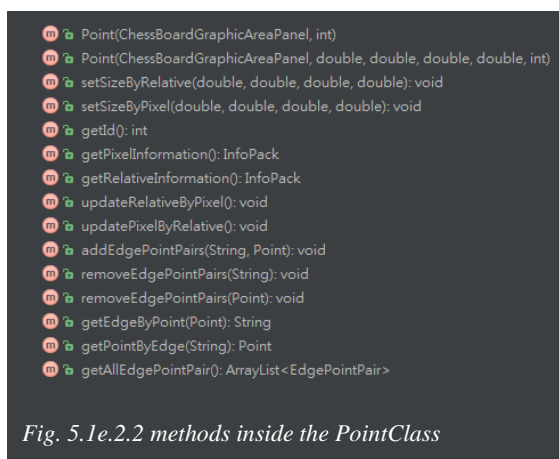 m Point(ChessBoardGraphicAreaPanel, int)
m Point(ChessBoardGraphicAreaPanel, double, double, double, double, int)
m setSizeByRelative(double, double, double, double): void
m setSizeByPixel(double, double, double, double): void
m getId(): int
m getPixelInformation(): InfoPack
m getRelativeInformation(): InfoPack
m updateRelativeByPixel(): void
m updatePixelByRelative(): void
m addEdgePointPairs(String, Point): void
m removeEdgePointPairs(String): void
m removeEdgePointPairs(Point): void
m getEdgeByPoint(Point): String
m getPointByEdge(String): Point
m getAllEdgePointPair(): ArrayList<EdgePointPair>
Fig. 5.1e.2.2 methods inside the PointClass